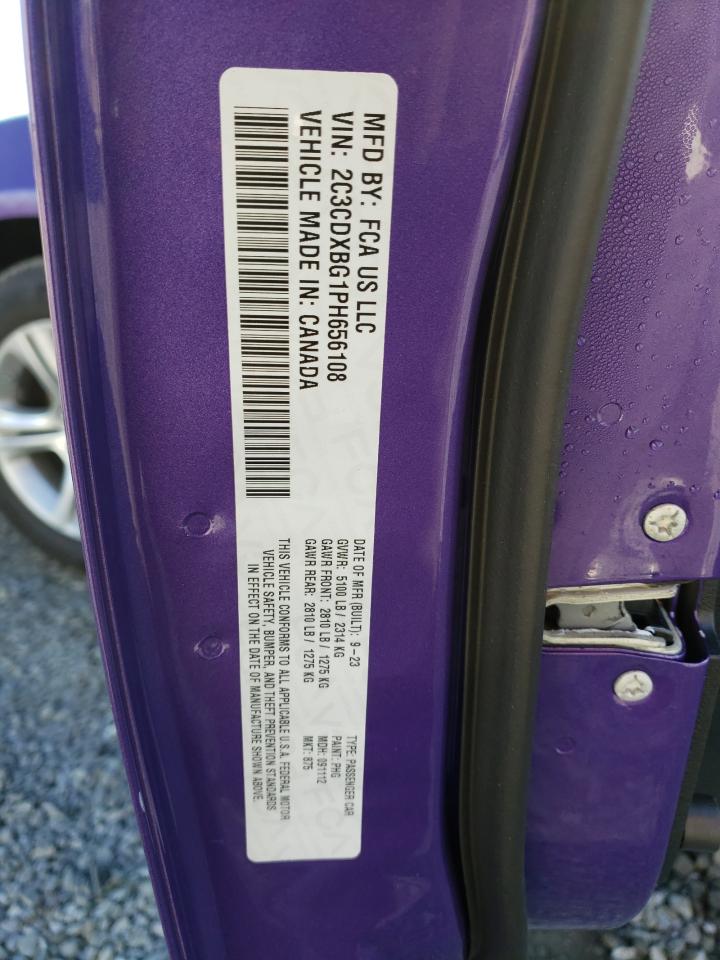 MFD BY: FCA US LLC
VIN: 2C3CDXBG1PH656108
VEHICLE MADE IN: CANADA
DATE OF MFR (BUILT): 9-23
GVWR: 5100 LB / 2314 KG
GAWR FRONT: 2810 LB / 1275 KG
GAWR REAR: 2810 LB / 1275 KG
TYPE: PASSENGER CAR
PAINT: PHG
MDH: 091112
MKT: 875
THIS VEHICLE CONFORMS TO ALL APPLICABLE U.S.A. FEDERAL MOTOR
VEHICLE SAFETY, BUMPER, AND THEFT PREVENTION STANDARDS
IN EFFECT ON THE DATE OF MANUFACTURE SHOWN ABOVE.